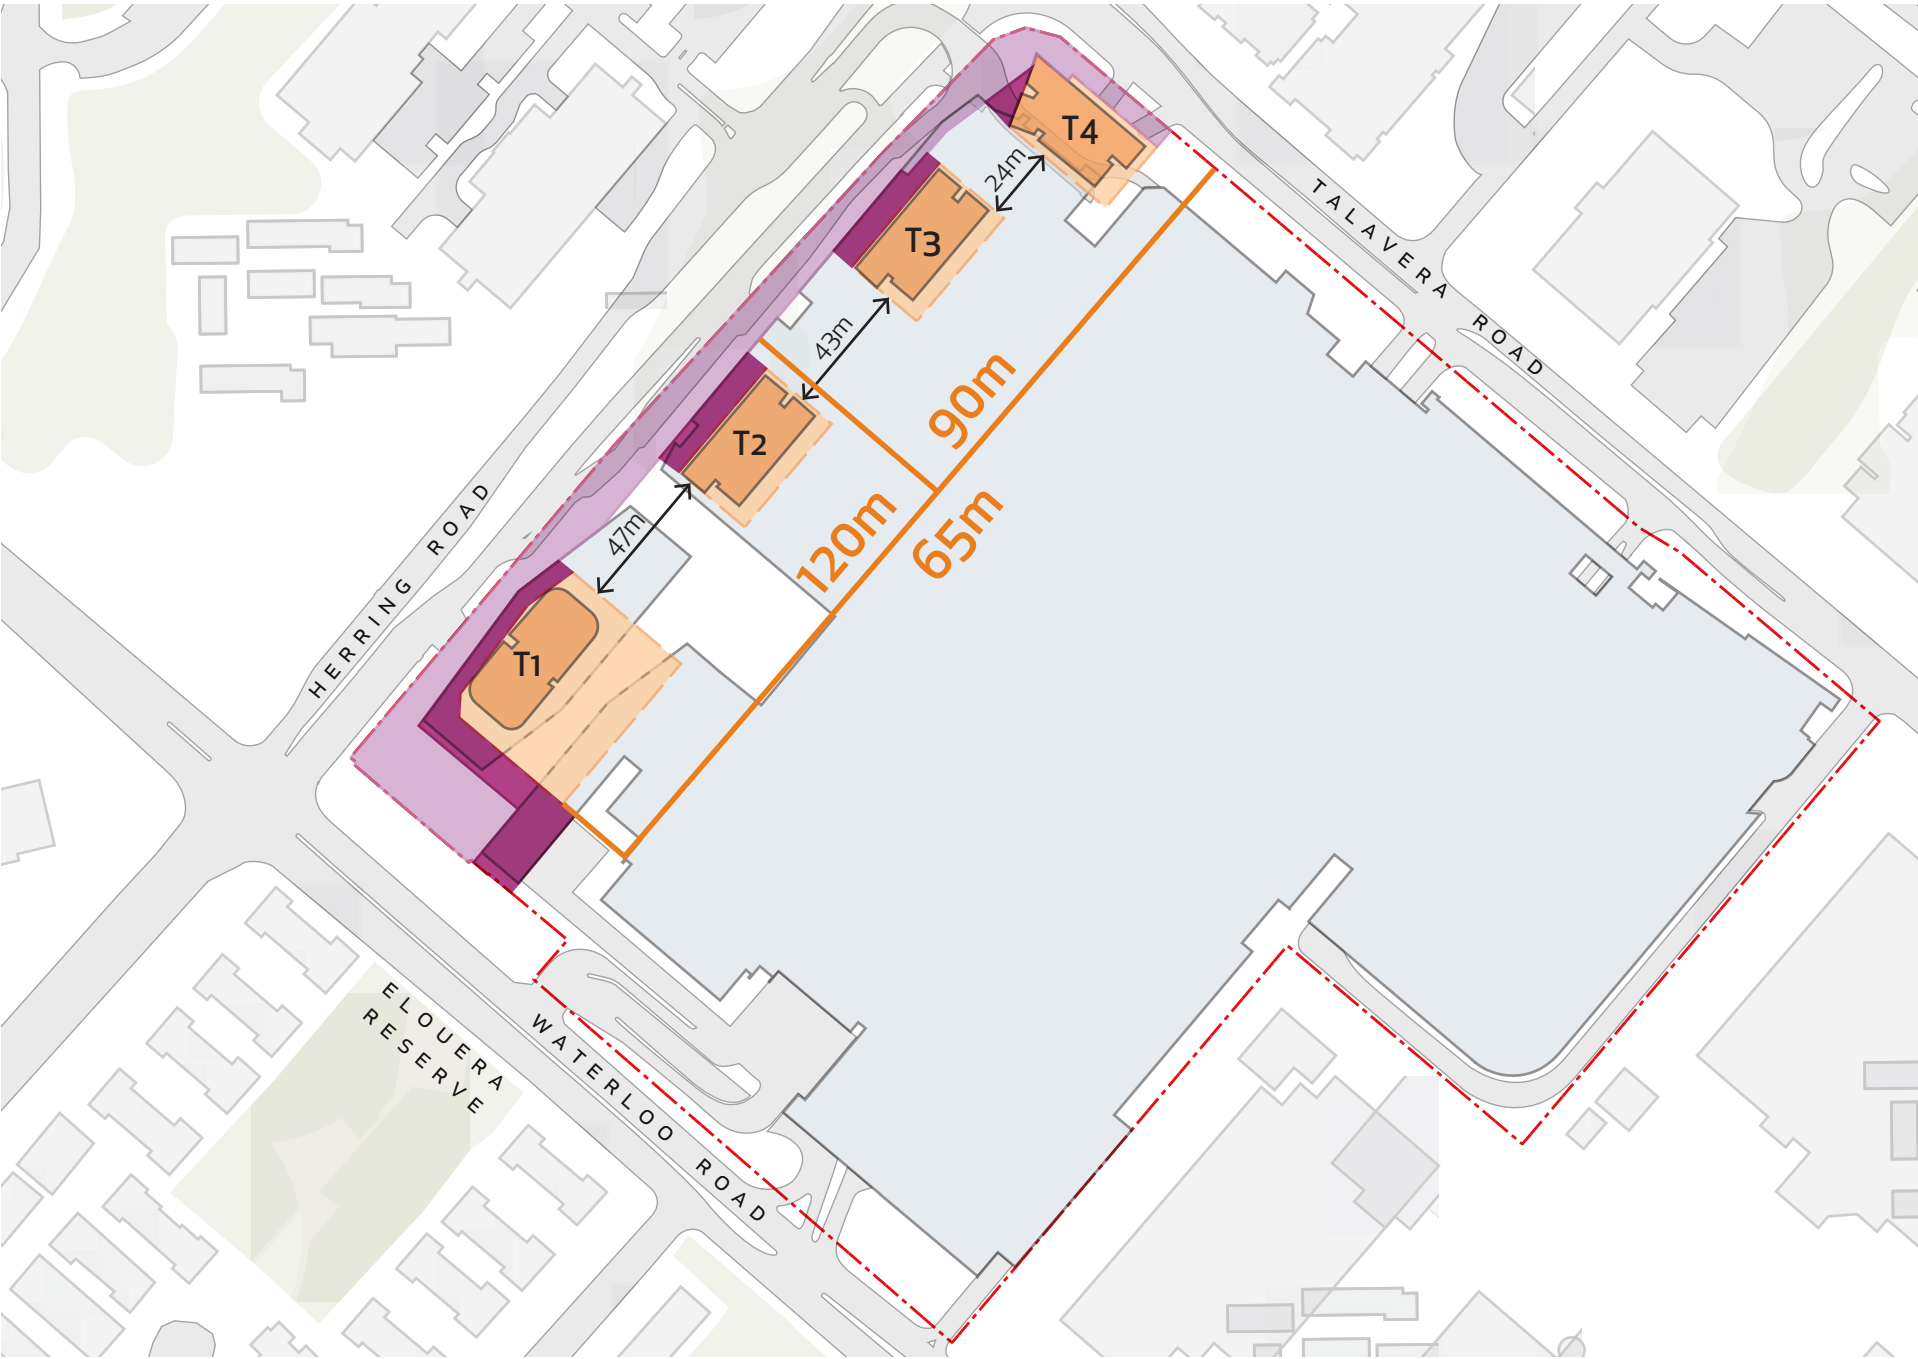 T4
24m
T3
TALAVERA
ROAD
43m
90m
T2
120m
65m
47m
HERRING ROAD
T1
ELOUERA
RESERVE
WATERLOO ROAD